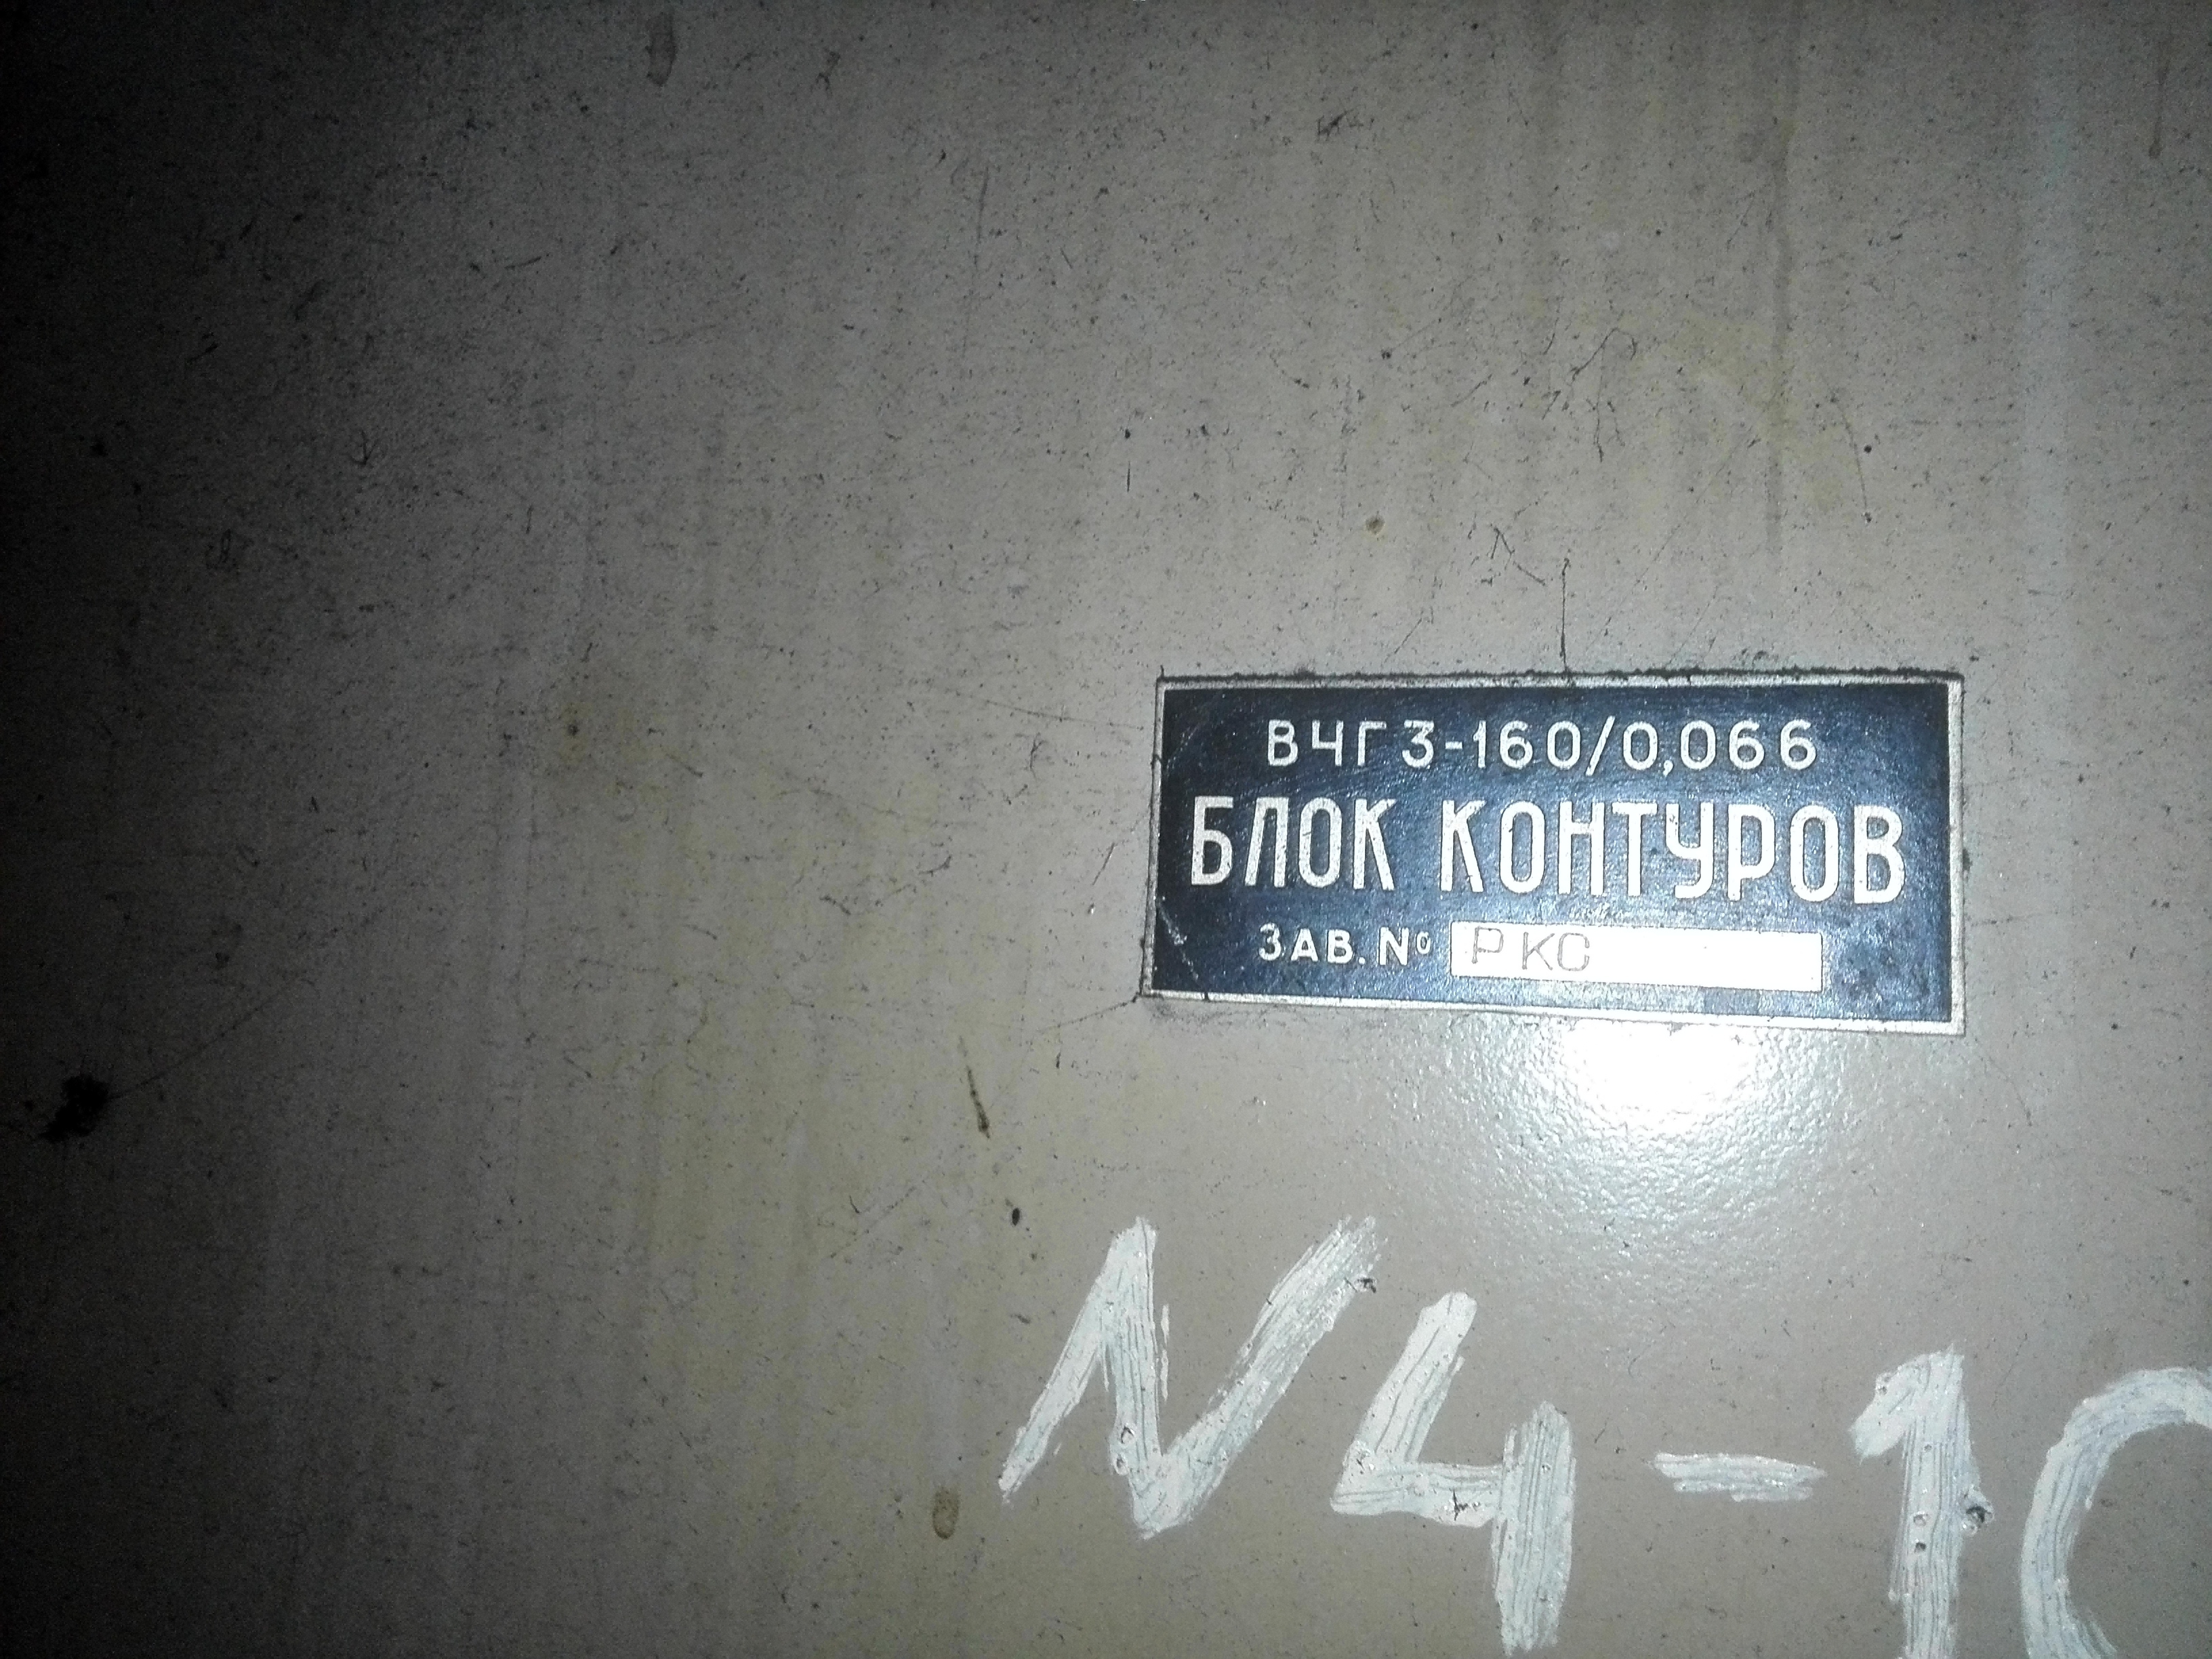 ВЧГ3-160/0,066
БЛОК КОНТУРОВ
ЗАВ. № РКС
N4-10